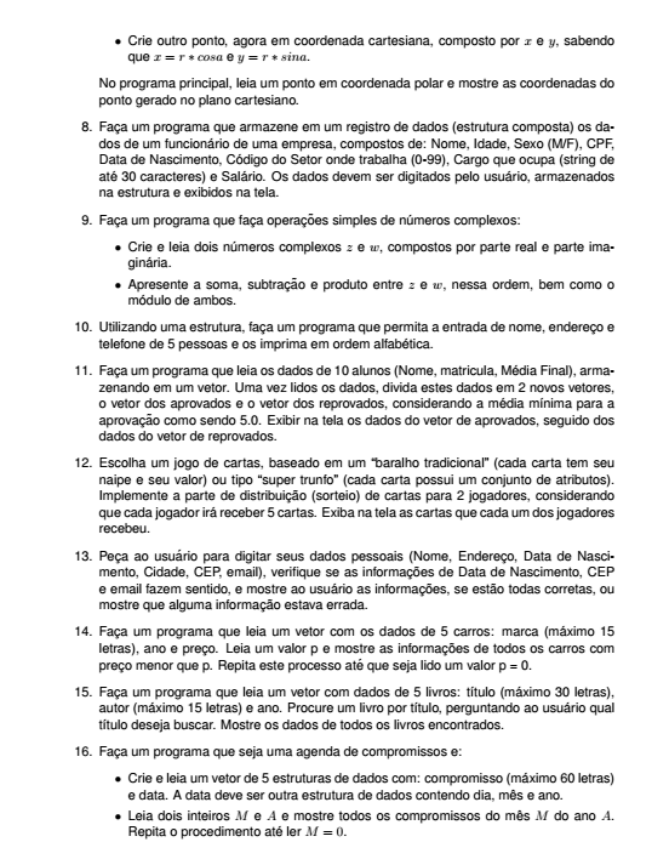 • Crie outro ponto, agora em coordenada cartesiana, composto por x e y, sabendo
que x = r ∗ cosa e y = r ∗ sina.
No programa principal, leia um ponto em coordenada polar e mostre as coordenadas do
ponto gerado no plano cartesiano.
8. Faça um programa que armazene em um registro de dados (estrutura composta) os da-
dos de um funcionário de uma empresa, compostos de: Nome, Idade, Sexo (M/F), CPF,
Data de Nascimento, Código do Setor onde trabalha (0-99), Cargo que ocupa (string de
até 30 caracteres) e Salário. Os dados devem ser digitados pelo usuário, armazenados
na estrutura e exibidos na tela.
9. Faça um programa que faça operações simples de números complexos:
• Crie e leia dois números complexos z e w, compostos por parte real e parte ima-
ginária.
• Apresente a soma, subtração e produto entre z e w, nessa ordem, bem como o
módulo de ambos.
10. Utilizando uma estrutura, faça um programa que permita a entrada de nome, endereço e
telefone de 5 pessoas e os imprima em ordem alfabética.
11. Faça um programa que leia os dados de 10 alunos (Nome, matricula, Média Final), arma-
zenando em um vetor. Uma vez lidos os dados, divida estes dados em 2 novos vetores,
o vetor dos aprovados e o vetor dos reprovados, considerando a média mínima para a
aprovação como sendo 5.0. Exibir na tela os dados do vetor de aprovados, seguido dos
dados do vetor de reprovados.
12. Escolha um jogo de cartas, baseado em um “baralho tradicional” (cada carta tem seu
naipe e seu valor) ou tipo “super trunfo” (cada carta possui um conjunto de atributos).
Implemente a parte de distribuição (sorteio) de cartas para 2 jogadores, considerando
que cada jogador irá receber 5 cartas. Exiba na tela as cartas que cada um dos jogadores
recebeu.
13. Peça ao usuário para digitar seus dados pessoais (Nome, Endereço, Data de Nasci-
mento, Cidade, CEP, email), verifique se as informações de Data de Nascimento, CEP
e email fazem sentido, e mostre ao usuário as informações, se estão todas corretas, ou
mostre que alguma informação estava errada.
14. Faça um programa que leia um vetor com os dados de 5 carros: marca (máximo 15
letras), ano e preço. Leia um valor p e mostre as informações de todos os carros com
preço menor que p. Repita este processo até que seja lido um valor p = 0.
15. Faça um programa que leia um vetor com dados de 5 livros: título (máximo 30 letras),
autor (máximo 15 letras) e ano. Procure um livro por título, perguntando ao usuário qual
título deseja buscar. Mostre os dados de todos os livros encontrados.
16. Faça um programa que seja uma agenda de compromissos e:
• Crie e leia um vetor de 5 estruturas de dados com: compromisso (máximo 60 letras)
e data. A data deve ser outra estrutura de dados contendo dia, mês e ano.
• Leia dois inteiros M e A e mostre todos os compromissos do mês M do ano A.
Repita o procedimento até ler M = 0.